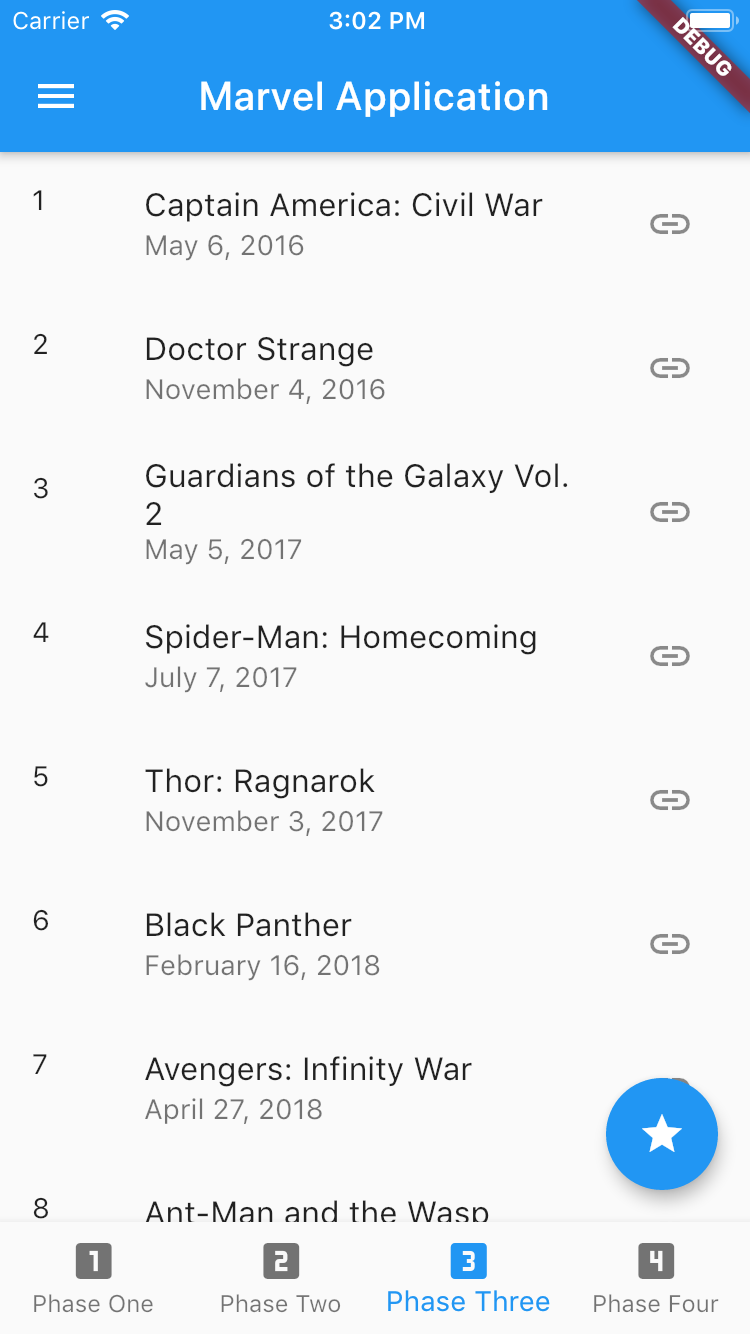 Carrier 3:02 PM
DEBUG
Marvel Application
1 Captain America: Civil War
May 6, 2016
2 Doctor Strange
November 4, 2016
3 Guardians of the Galaxy Vol.
2
May 5, 2017
4 Spider-Man: Homecoming
July 7, 2017
5 Thor: Ragnarok
November 3, 2017
6 Black Panther
February 16, 2018
7 Avengers: Infinity War
April 27, 2018
8 Ant-Man and the Wasp
1 2 3 4
Phase One Phase Two Phase Three Phase Four